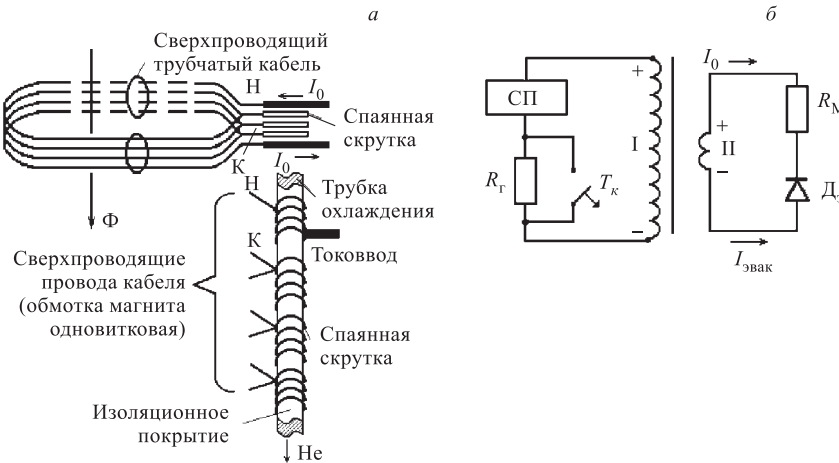 а
Сверхпроводящий
трубчатый кабель
Н
I₀
Спаянная
скрутка
К
I₀
Ф
Н
Трубка
охлаждения
К
Токоввод
Сверхпроводящие
провода кабеля
(обмотка магнита
одновитковая)
Спаянная
скрутка
Изоляционное
покрытие
Не
б
СП
+
I
Rг
Tк
−
I₀
+
II
−
Rм
Iэвак